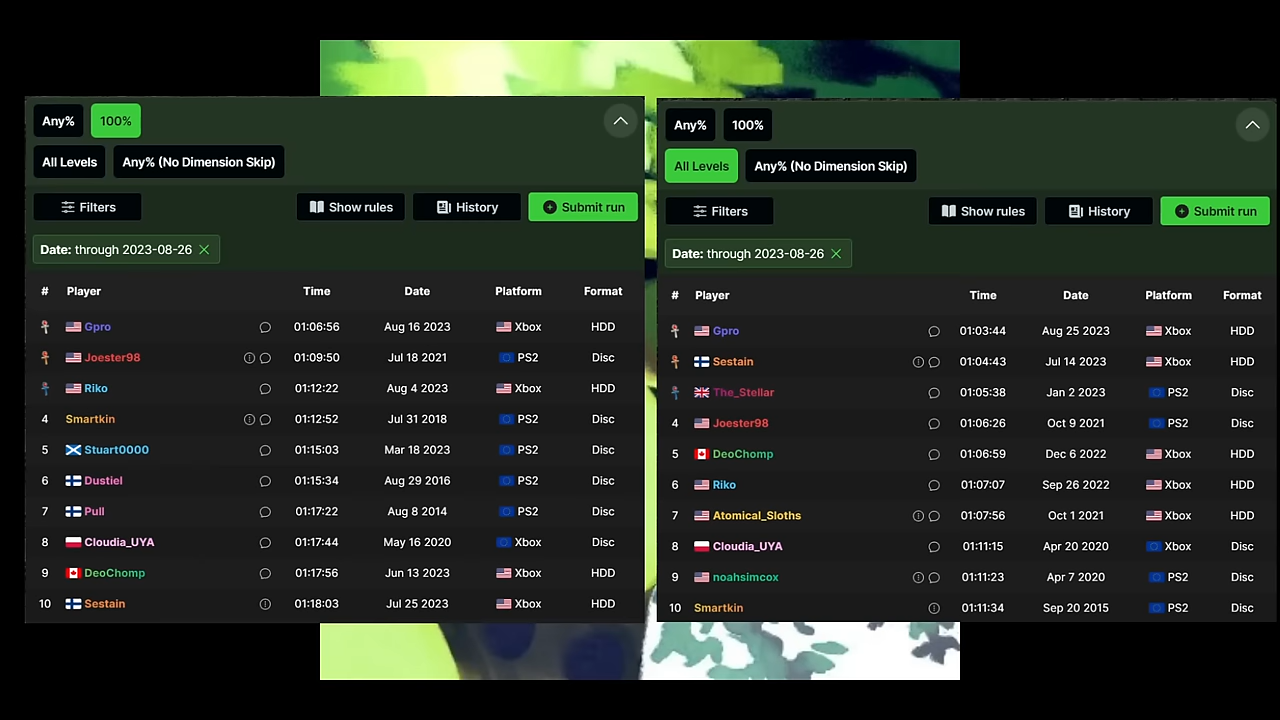 Any% 100%
All Levels Any% (No Dimension Skip)
Filters Show rules History Submit run
Date: through 2023-08-26
# Player Time Date Platform Format
Gpro 01:06:56 Aug 16 2023 Xbox HDD
Joester98 01:09:50 Jul 18 2021 PS2 Disc
Riko 01:12:22 Aug 4 2023 Xbox HDD
4 Smartkin 01:12:52 Jul 31 2018 PS2 Disc
5 Stuart0000 01:15:03 Mar 18 2023 PS2 Disc
6 Dustiel 01:15:34 Aug 29 2016 PS2 Disc
7 Pull 01:17:22 Aug 8 2014 PS2 Disc
8 Cloudia_UYA 01:17:44 May 16 2020 Xbox Disc
9 DeoChomp 01:17:56 Jun 13 2023 Xbox HDD
10 Sestain 01:18:03 Jul 25 2023 Xbox HDD
Any% 100%
All Levels Any% (No Dimension Skip)
Filters Show rules History Submit run
Date: through 2023-08-26
# Player Time Date Platform Format
Gpro 01:03:44 Aug 25 2023 Xbox HDD
Sestain 01:04:43 Jul 14 2023 Xbox HDD
The_Stellar 01:05:38 Jan 2 2023 PS2 Disc
4 Joester98 01:06:26 Oct 9 2021 PS2 Disc
5 DeoChomp 01:06:59 Dec 6 2022 Xbox HDD
6 Riko 01:07:07 Sep 26 2022 Xbox HDD
7 Atomical_Sloths 01:07:56 Oct 1 2021 Xbox HDD
8 Cloudia_UYA 01:11:15 Apr 20 2020 Xbox Disc
9 noahsimcox 01:11:23 Apr 7 2020 PS2 Disc
10 Smartkin 01:11:34 Sep 20 2015 PS2 Disc